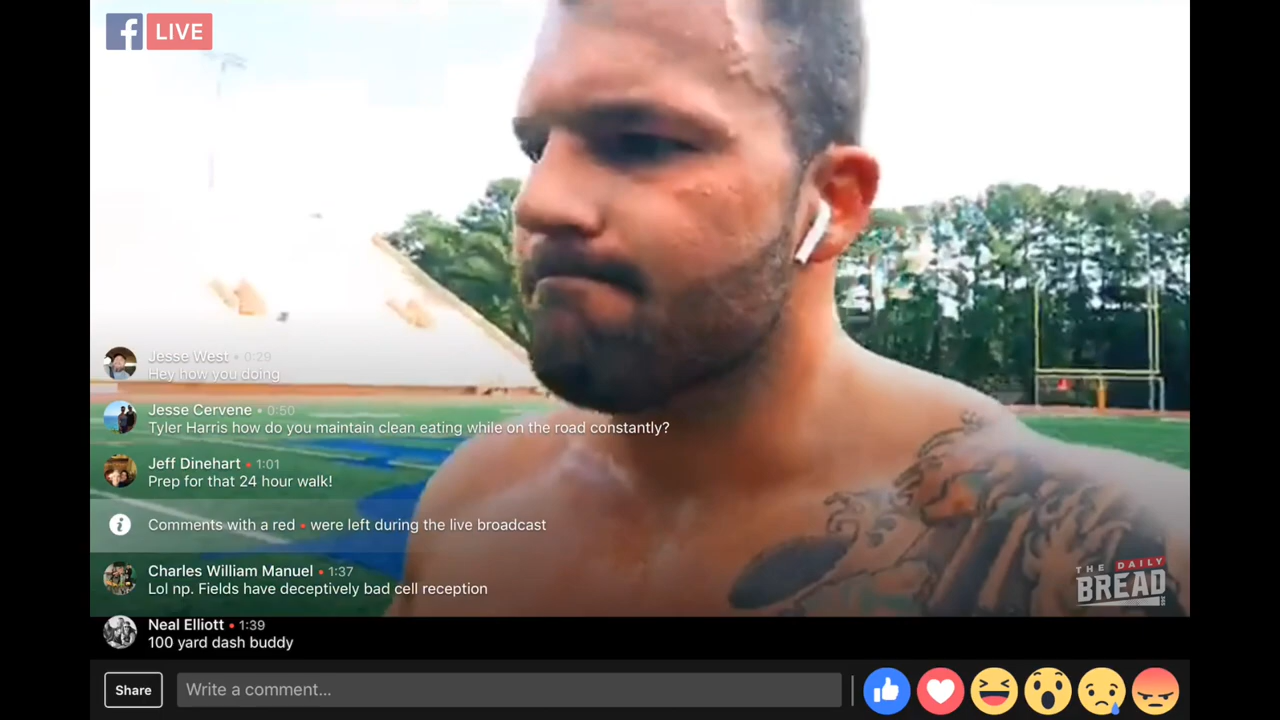 f LIVE
Jesse West • 0:29
Hey how you doing
Jesse Cervene • 0:50
Tyler Harris how do you maintain clean eating while on the road constantly?
Jeff Dinehart • 1:01
Prep for that 24 hour walk!
i Comments with a red • were left during the live broadcast
Charles William Manuel • 1:37
Lol np. Fields have deceptively bad cell reception
THE DAILY
BREAD
Neal Elliott • 1:39
100 yard dash buddy
Share Write a comment...